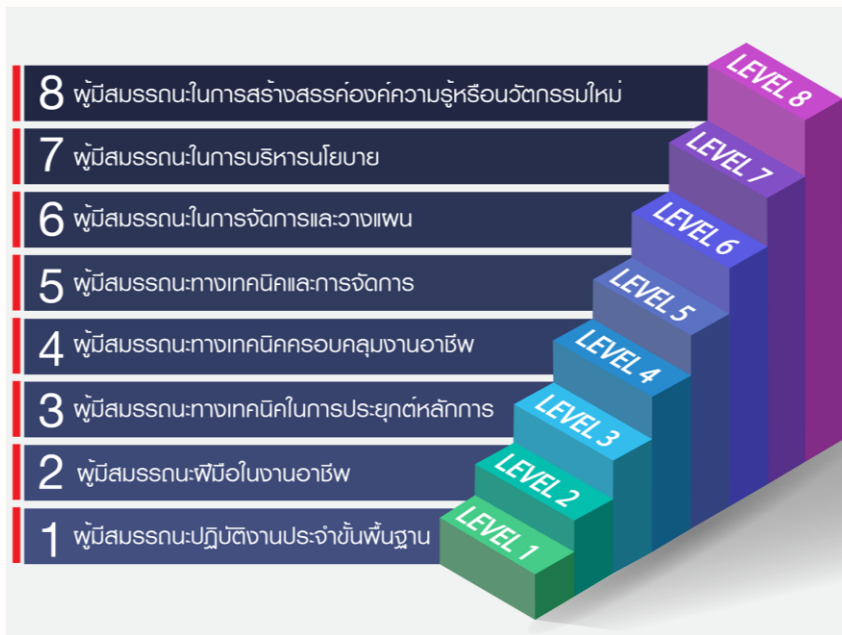 8 ผู้มีสมรรถนะในการสร้างสรรค์องค์ความรู้หรือนวัตกรรมใหม่
7 ผู้มีสมรรถนะในการบริหารนโยบาย
6 ผู้มีสมรรถนะในการจัดการและวางแผน
5 ผู้มีสมรรถนะทางเทคนิคและการจัดการ
4 ผู้มีสมรรถนะทางเทคนิคครอบคลุมงานอาชีพ
3 ผู้มีสมรรถนะทางเทคนิคในการประยุกต์หลักการ
2 ผู้มีสมรรถนะฝีมือในงานอาชีพ
1 ผู้มีสมรรถนะปฏิบัติงานประจำขั้นพื้นฐาน
LEVEL 8
LEVEL 7
LEVEL 6
LEVEL 5
LEVEL 4
LEVEL 3
LEVEL 2
LEVEL 1